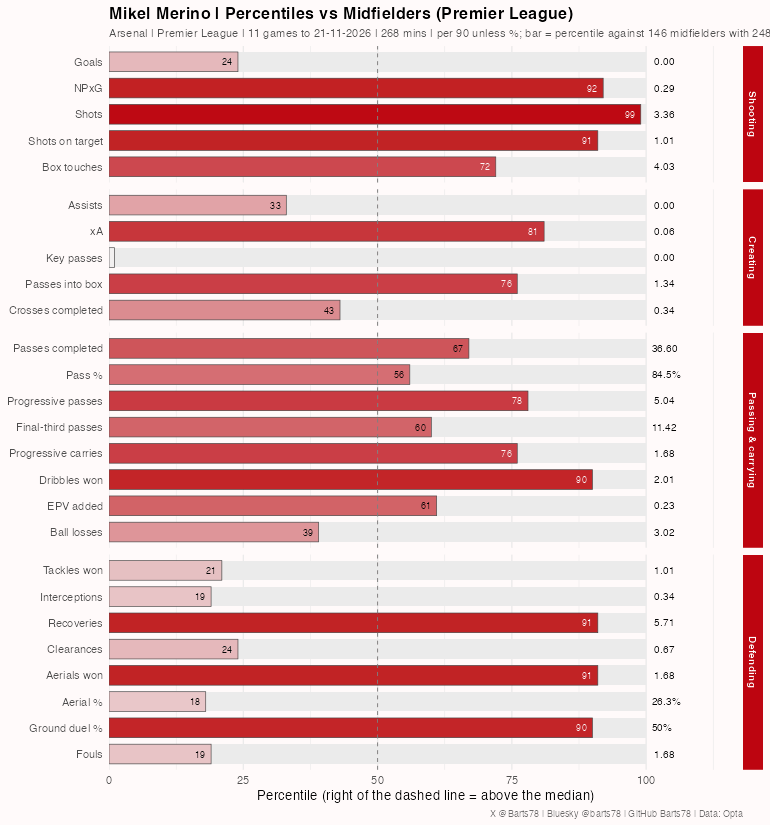 Mikel Merino | Percentiles vs Midfielders (Premier League)
Arsenal | Premier League | 11 games to 21-11-2026 | 268 mins | per 90 unless %; bar = percentile against 146 midfielders with 248
Goals 24 0.00
NPxG 92 0.29
Shots 99 3.36
Shots on target 91 1.01
Box touches 72 4.03
Shooting
Assists 33 0.00
xA 81 0.06
Key passes 0.00
Passes into box 76 1.34
Crosses completed 43 0.34
Creating
Passes completed 67 36.60
Pass % 56 84.5%
Progressive passes 78 5.04
Final-third passes 60 11.42
Progressive carries 76 1.68
Dribbles won 90 2.01
EPV added 61 0.23
Ball losses 39 3.02
Passing & carrying
Tackles won 21 1.01
Interceptions 19 0.34
Recoveries 91 5.71
Clearances 24 0.67
Aerials won 91 1.68
Aerial % 18 26.3%
Ground duel % 90 50%
Fouls 19 1.68
Defending
0 25 50 75 100
Percentile (right of the dashed line = above the median)
X @Barts78 | Bluesky @barts78 | GitHub Barts78 | Data: Opta